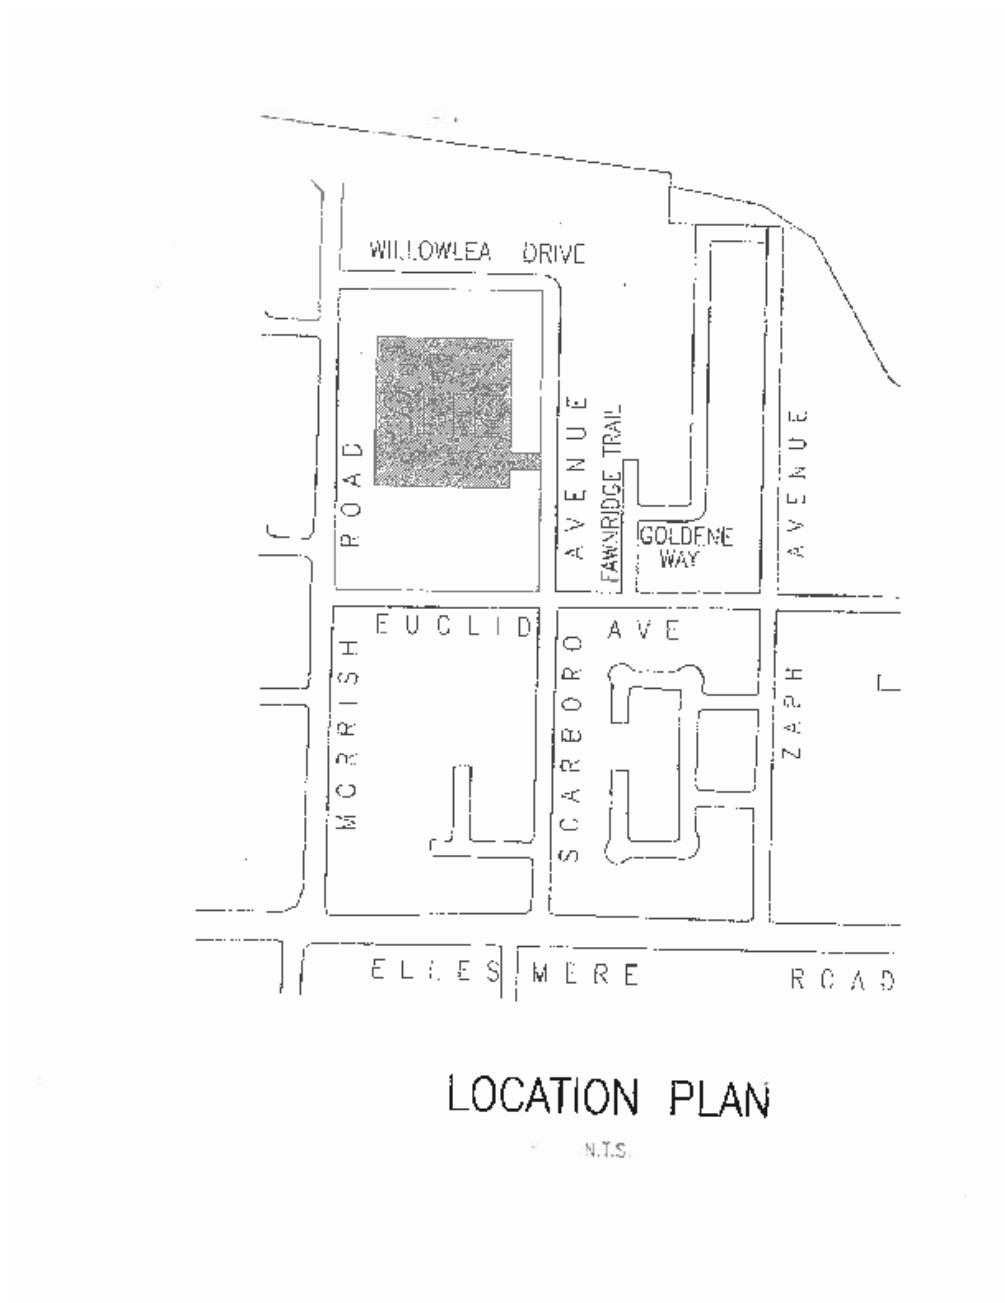 WILLOWLEA DRIVE
ROAD
AVENUE
FAWNRIDGE TRAIL
AVENUE
GOLDENE
WAY
EUCLID AVE
MORRISH
SCARBORO
ZAPH
ELLESMERE ROAD
LOCATION PLAN
N.T.S.